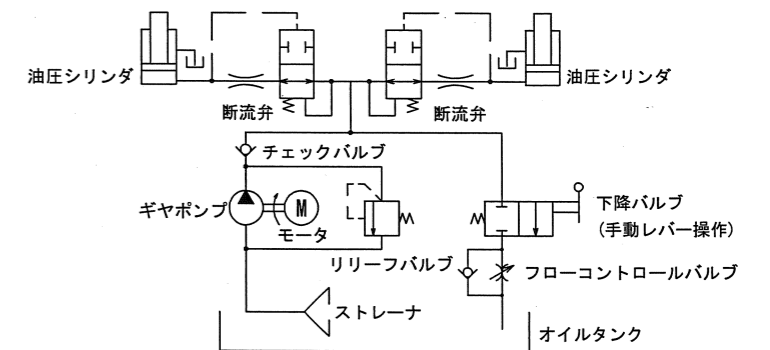 油圧シリンダ
油圧シリンダ
断流弁
断流弁
チェックバルブ
ギヤポンプ
M
モータ
下降バルブ
(手動レバー操作)
リリーフバルブ
フローコントロールバルブ
ストレーナ
オイルタンク